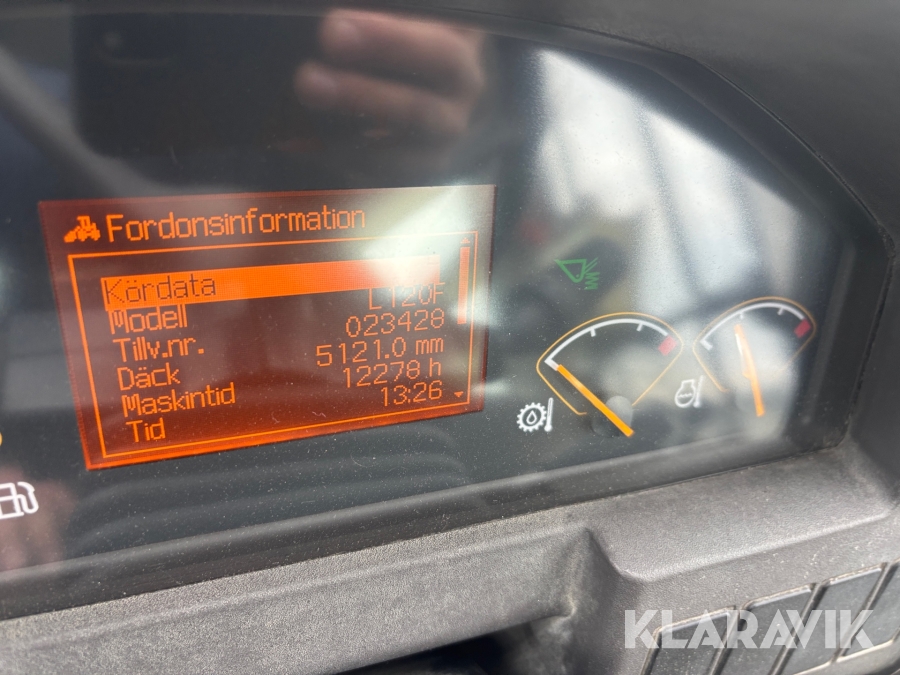 Fordonsinformation
Kördata
Modell L120F
Tillv.nr. 023428
Däck 5121.0 mm
Maskintid 12278 h
Tid 13:26
KLARAVIK